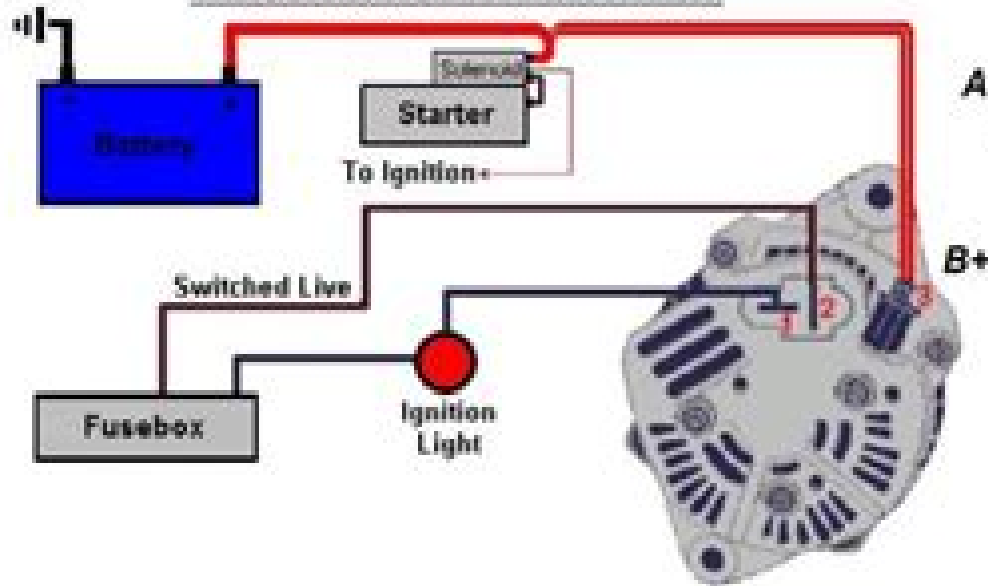 Solenoid
A
Battery
Starter
To Ignition
B+
Switched Live
3
1
2
Fusebox
Ignition
Light